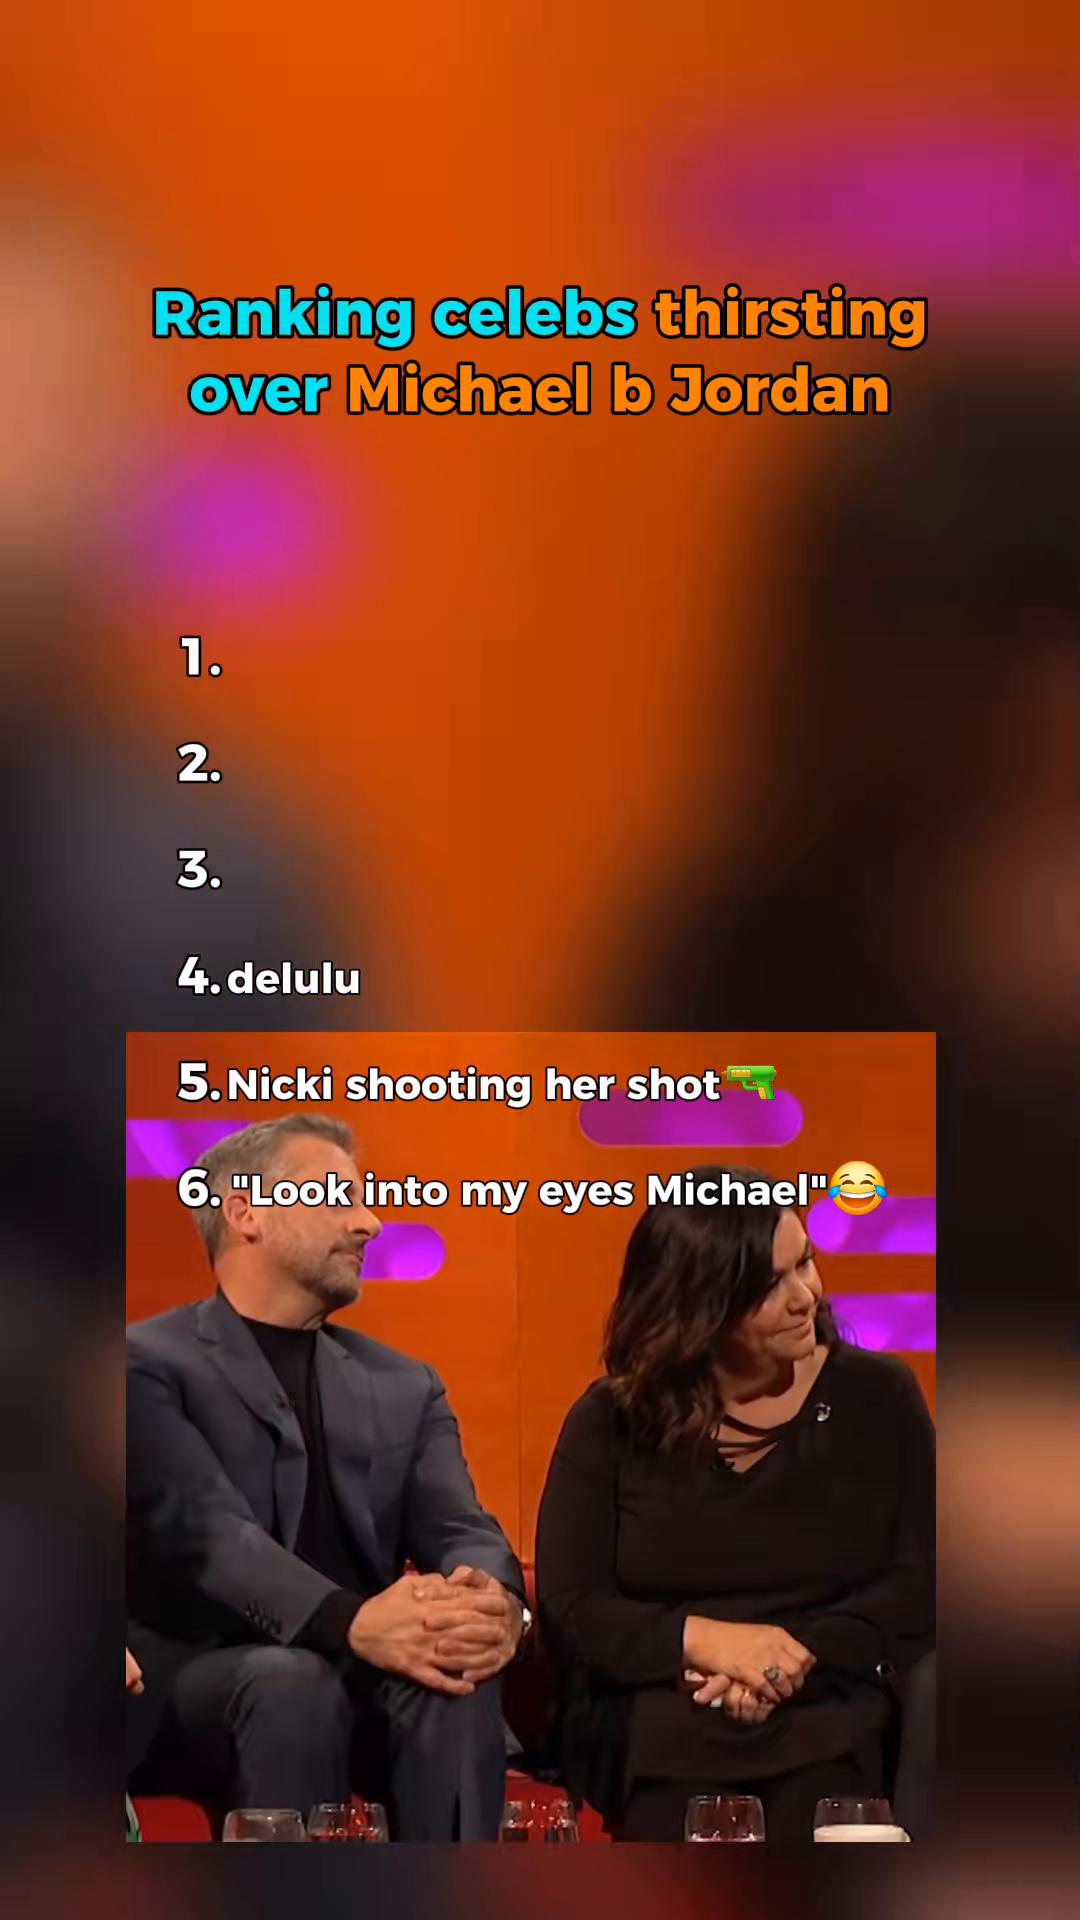 Ranking celebs thirsting
over Michael b Jordan
1.
2.
3.
4. delulu
5. Nicki shooting her shot🔫
6. "Look into my eyes Michael"😂